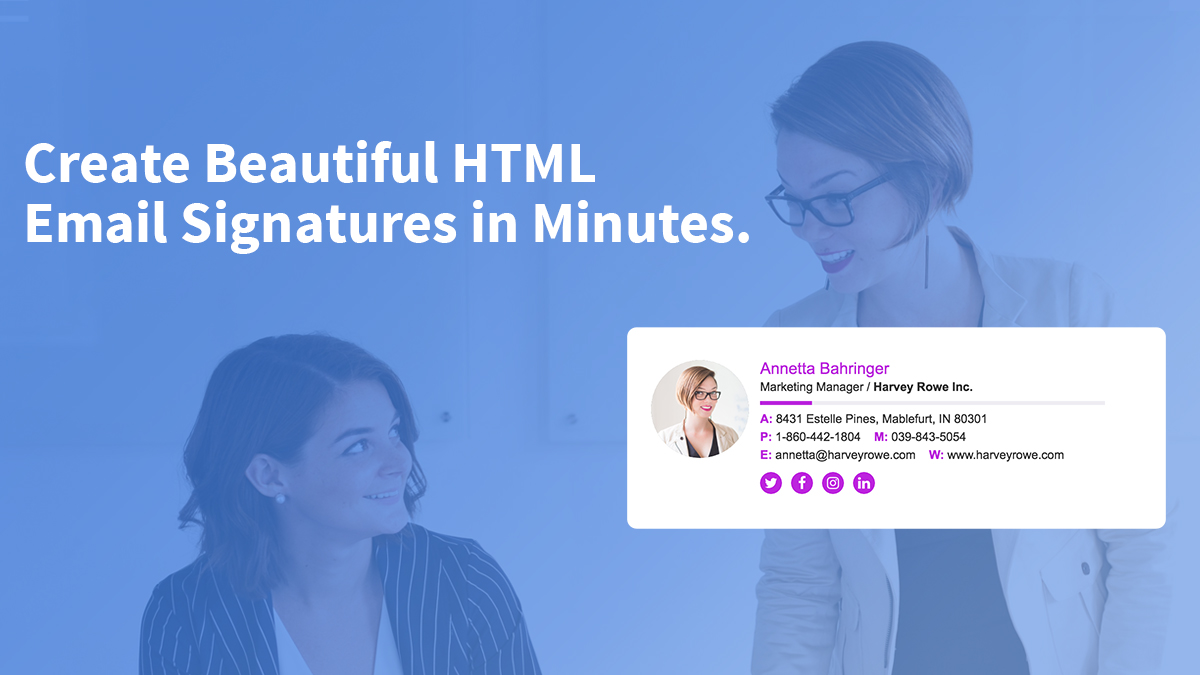 Create Beautiful HTML
Email Signatures in Minutes.
Annetta Bahringer
Marketing Manager / Harvey Rowe Inc.
A: 8431 Estelle Pines, Mablefurt, IN 80301
P: 1-860-442-1804 M: 039-843-5054
E: annetta@harveyrowe.com W: www.harveyrowe.com